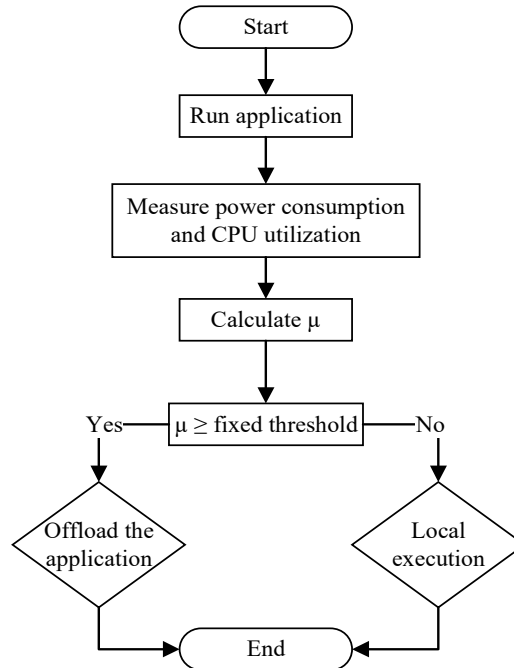 Start
Run application
Measure power consumption
and CPU utilization
Calculate μ
Yes
μ ≥ fixed threshold
No
Offload the
application
Local
execution
End